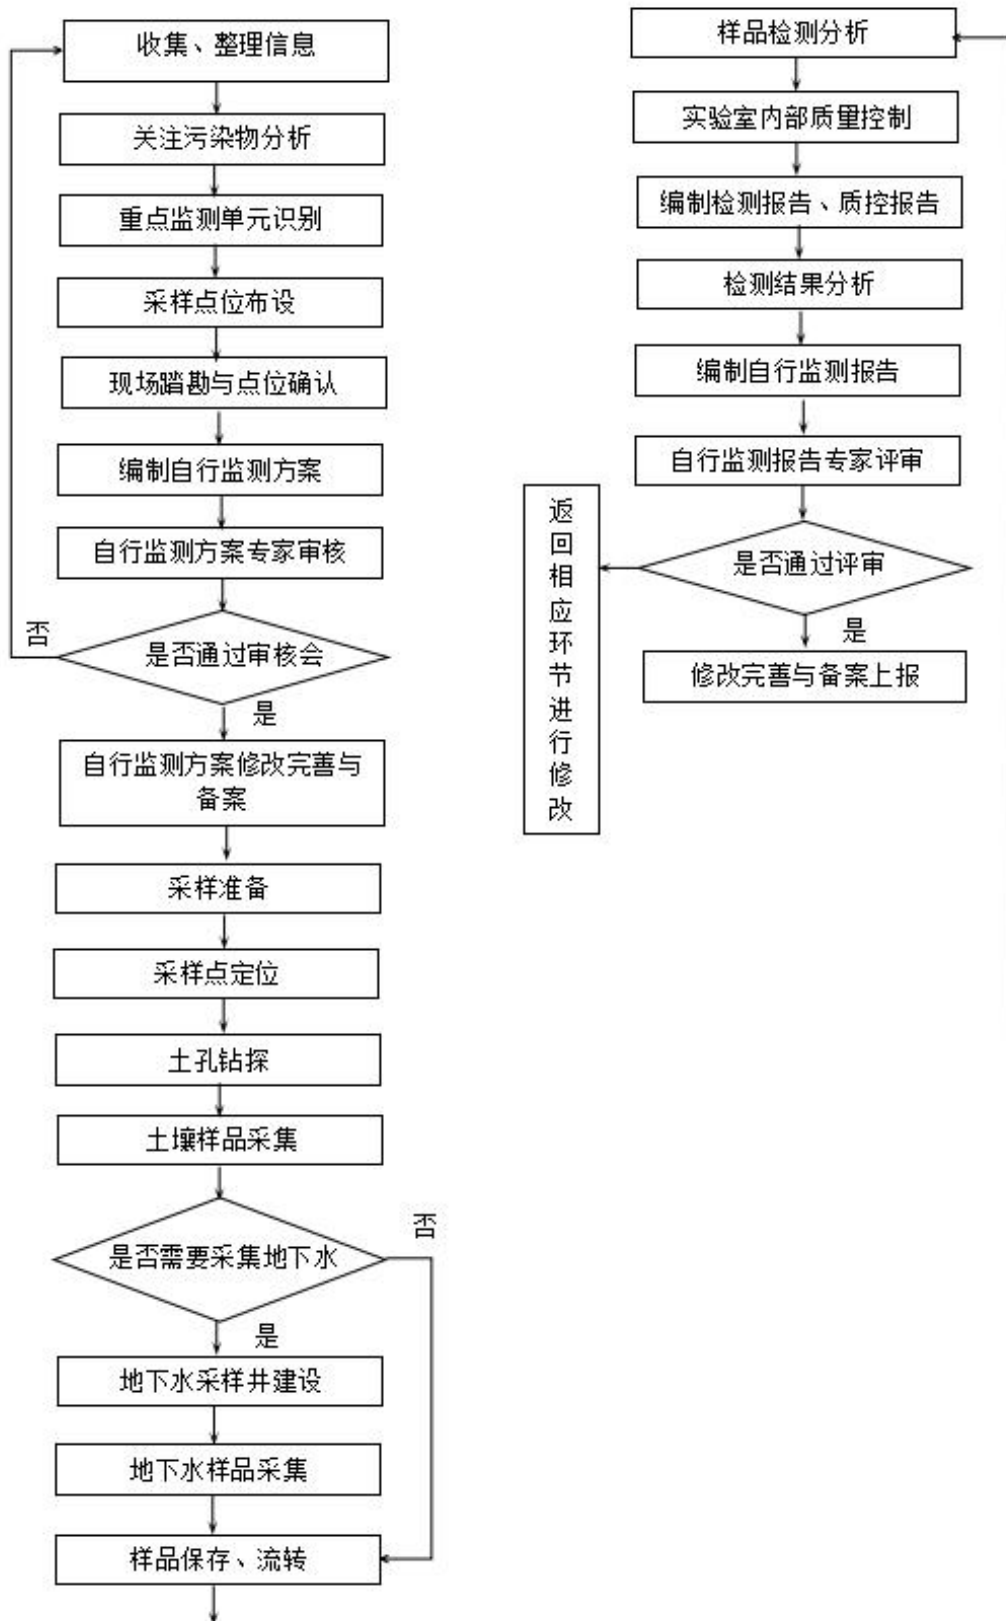 收集、整理信息
关注污染物分析
重点监测单元识别
采样点位布设
现场踏勘与点位确认
编制自行监测方案
自行监测方案专家审核
否
是否通过审核会
是
自行监测方案修改完善与
备案
采样准备
采样点定位
土孔钻探
土壤样品采集
否
是否需要采集地下水
是
地下水采样井建设
地下水样品采集
样品保存、流转
样品检测分析
实验室内部质量控制
编制检测报告、质控报告
检测结果分析
编制自行监测报告
自行监测报告专家评审
是否通过评审
返回相应环节进行修改
是
修改完善与备案上报